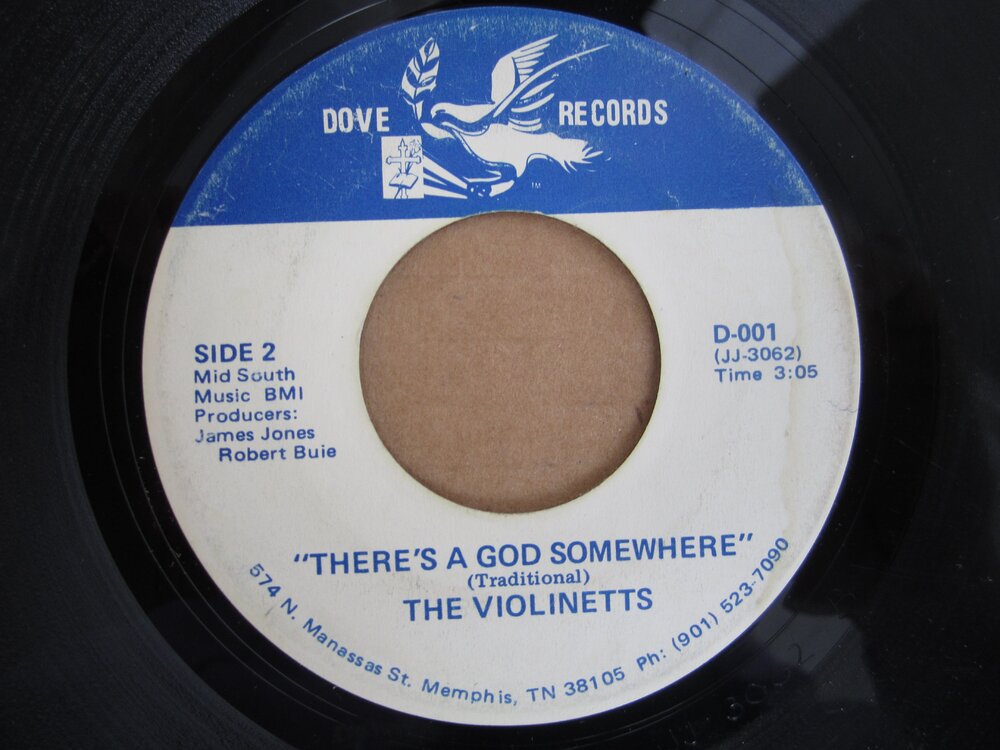 DOVE RECORDS
TM
SIDE 2
Mid South
Music BMI
Producers:
James Jones
Robert Buie
D-001
(JJ-3062)
Time 3:05
"THERE'S A GOD SOMEWHERE"
(Traditional)
THE VIOLINETTS
574 N. Manassas St. Memphis, TN 38105 Ph: (901) 523-7090